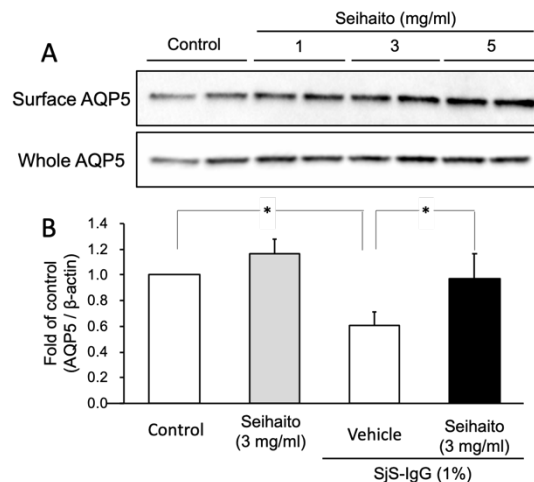 Seihaito (mg/ml)
A
Control 1 3 5
Surface AQP5
Whole AQP5
B
Fold of control
(AQP5 / β-actin)
1.4
1.2
1.0
0.8
0.6
0.4
0.2
0.0
* *
Control Seihaito Vehicle Seihaito
(3 mg/ml) (3 mg/ml)
SjS-IgG (1%)